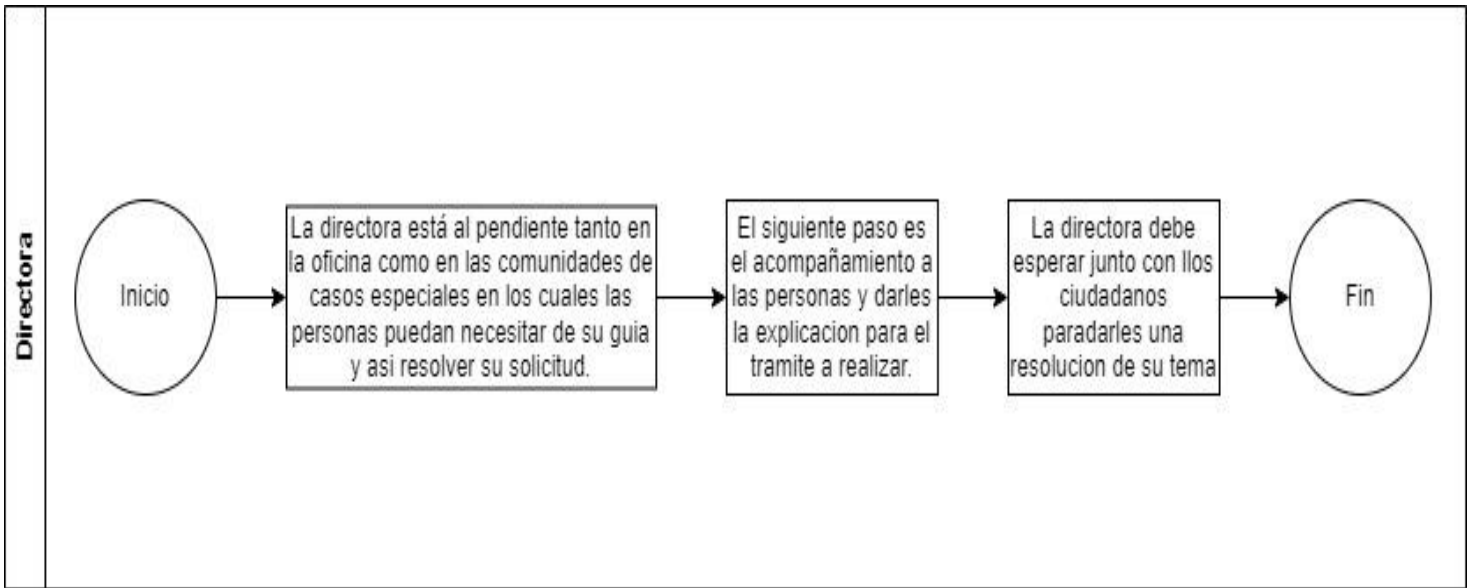 Directora
Inicio
La directora está al pendiente tanto en
la oficina como en las comunidades de
casos especiales en los cuales las
personas puedan necesitar de su guia
y asi resolver su solicitud.
El siguiente paso es
el acompañamiento a
las personas y darles
la explicacion para el
tramite a realizar.
La directora debe
esperar junto con llos
ciudadanos
paradarles una
resolucion de su tema
Fin